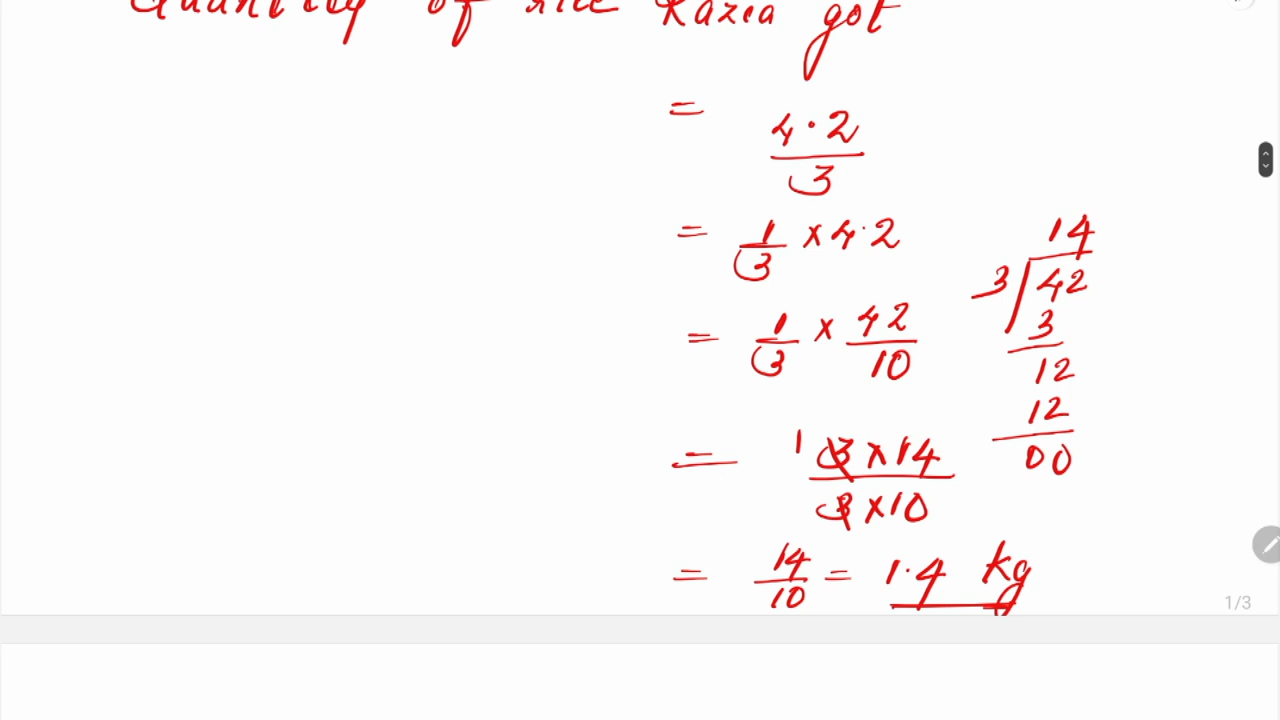 Quantity of rice Razia got
= 4.2/3
= 1/3 × 4.2
= 1/3 × 42/10
= 1 3×14/3×10
= 14/10 = 1.4 kg
14
3 42
3
12
12
00
1/3